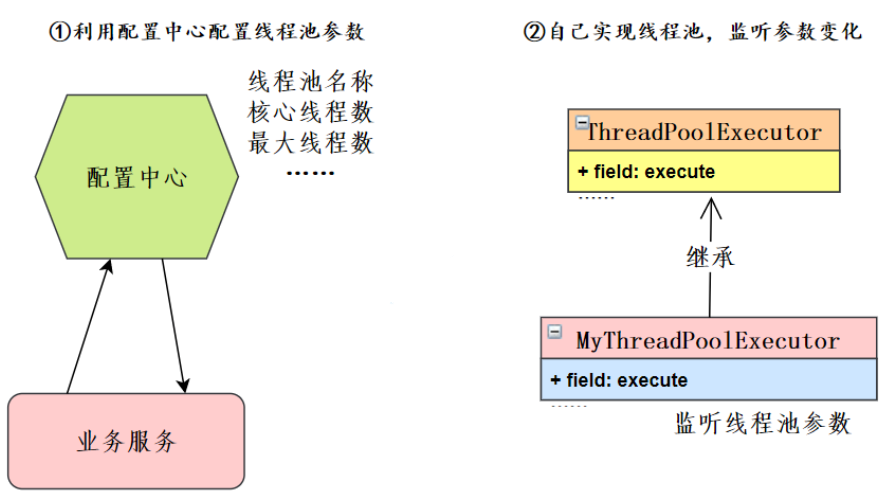 ①利用配置中心配置线程池参数
线程池名称
核心线程数
最大线程数
……
配置中心
业务服务
②自己实现线程池，监听参数变化
ThreadPoolExecutor
+ field: execute
……
继承
MyThreadPoolExecutor
+ field: execute
……
监听线程池参数